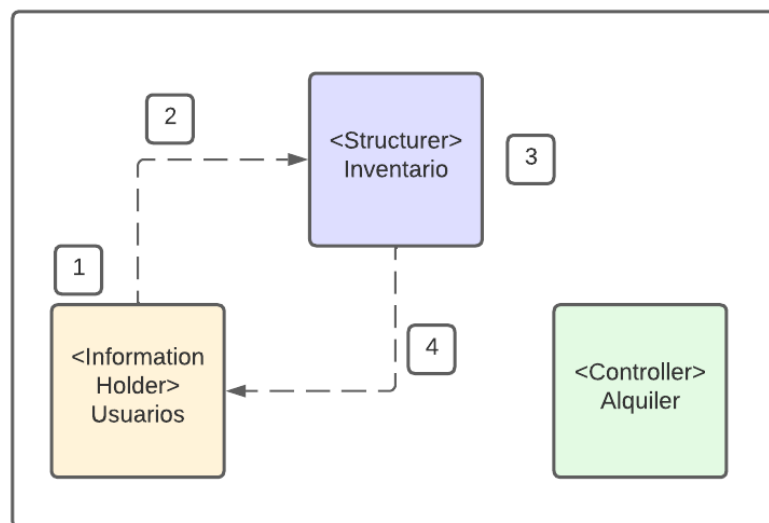 2
<Structurer>
Inventario
3
1
<Information
Holder>
Usuarios
4
<Controller>
Alquiler